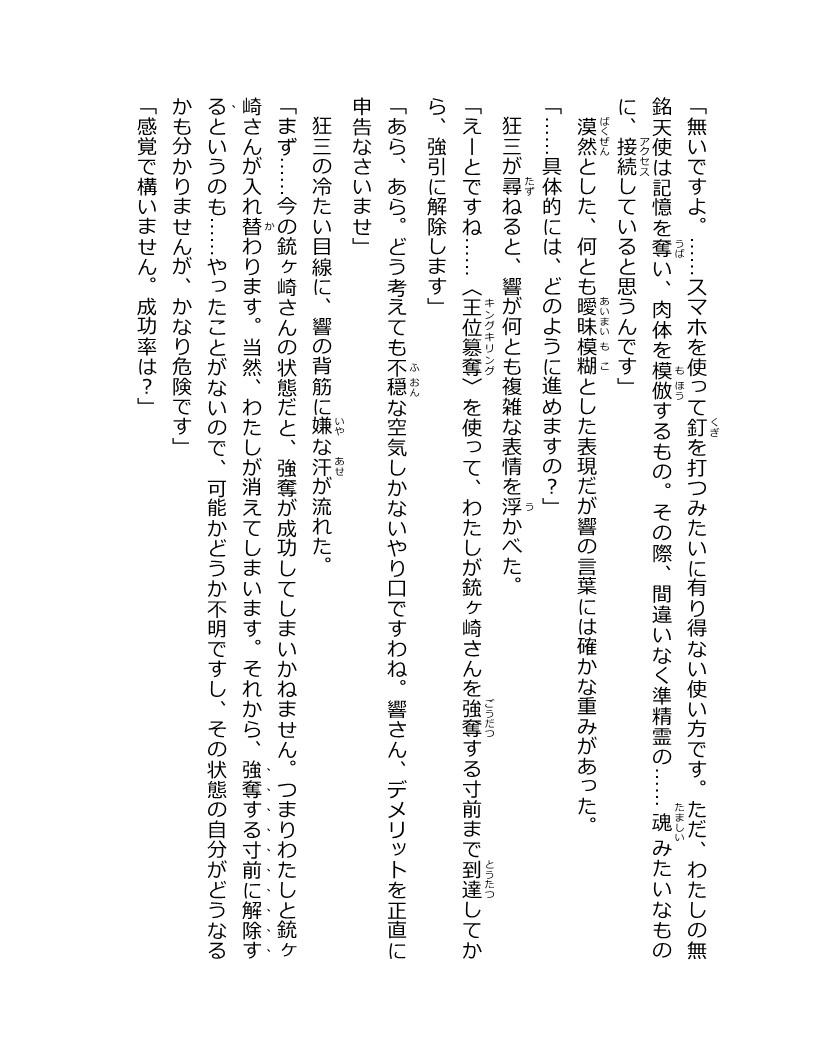 「無いですよ。……スマホを使って釘を打つみたいに有り得ない使い方です。ただ、わたしの無
銘天使は記憶を奪い、肉体を模倣するもの。その際、間違いなく準精霊の……魂みたいなもの
に、接続していると思うんです」
漠然とした、何とも曖昧模糊とした表現だが響の言葉には確かな重みがあった。
「……具体的には、どのように進めますの？」
狂三が尋ねると、響が何とも複雑な表情を浮かべた。
「えーとですね……〈王位簒奪〉を使って、わたしが銃ヶ崎さんを強奪する寸前まで到達してか
ら、強引に解除します」
「あら、あら。どう考えても不穏な空気しかないやり口ですわね。響さん、デメリットを正直に
申告なさいませ」
狂三の冷たい目線に、響の背筋に嫌な汗が流れた。
「まず……今の銃ヶ崎さんの状態だと、強奪が成功してしまいかねません。つまりわたしと銃ヶ
崎さんが入れ替わります。当然、わたしが消えてしまいます。それから、強奪する寸前に解除す
るというのも……やったことがないので、可能かどうか不明ですし、その状態の自分がどうなる
かも分かりませんが、かなり危険です」
「感覚で構いません。成功率は？」